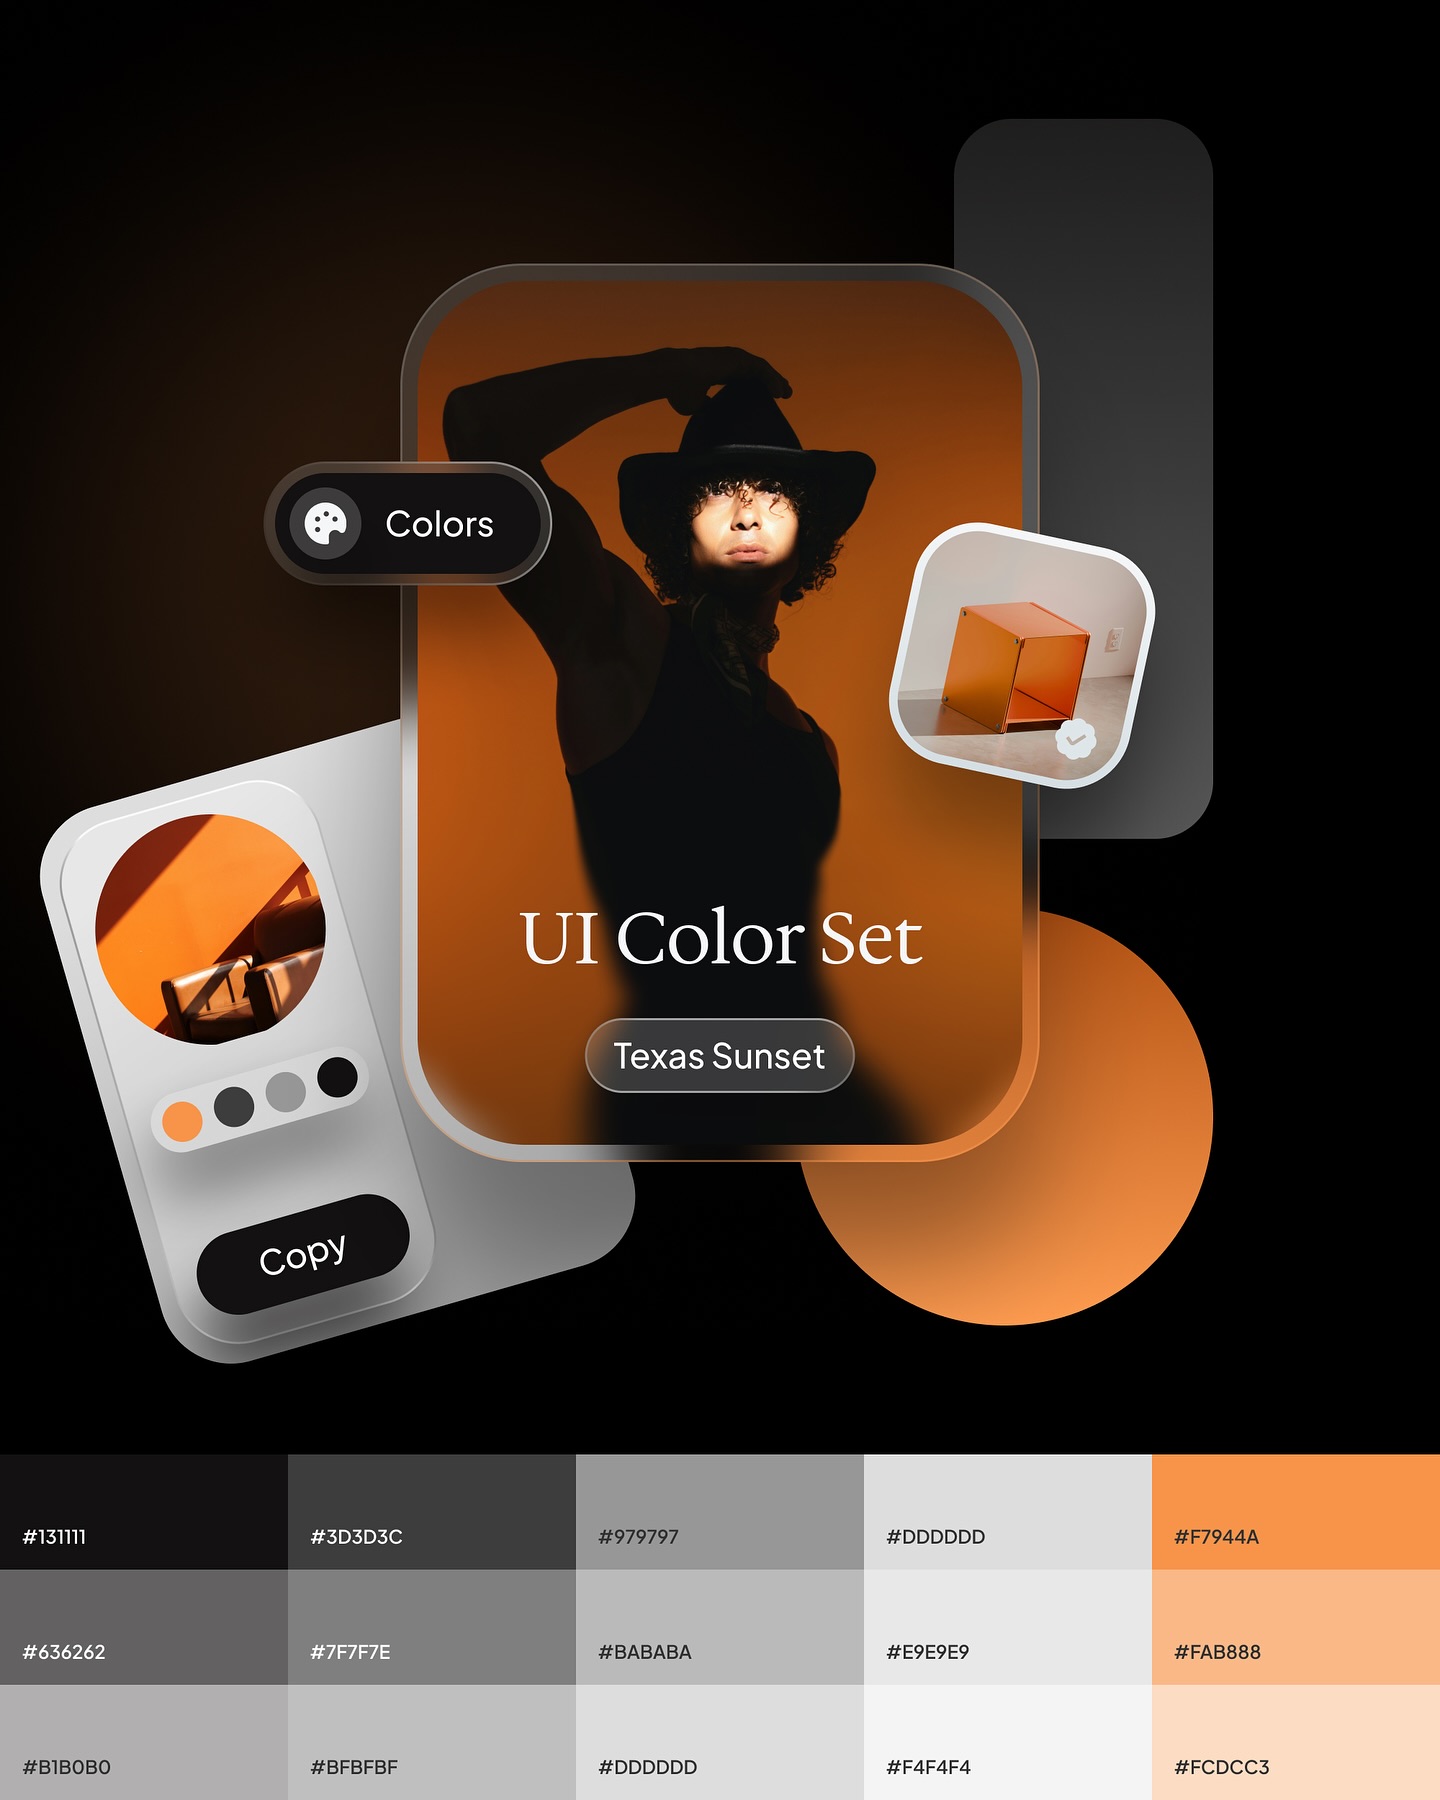 Colors
UI Color Set
Texas Sunset
Copy
#131111
#3D3D3C
#979797
#DDDDDD
#F7944A
#636262
#7F7F7E
#BABABA
#E9E9E9
#FAB888
#B1B0B0
#BFBFBF
#DDDDDD
#F4F4F4
#FCDCC3